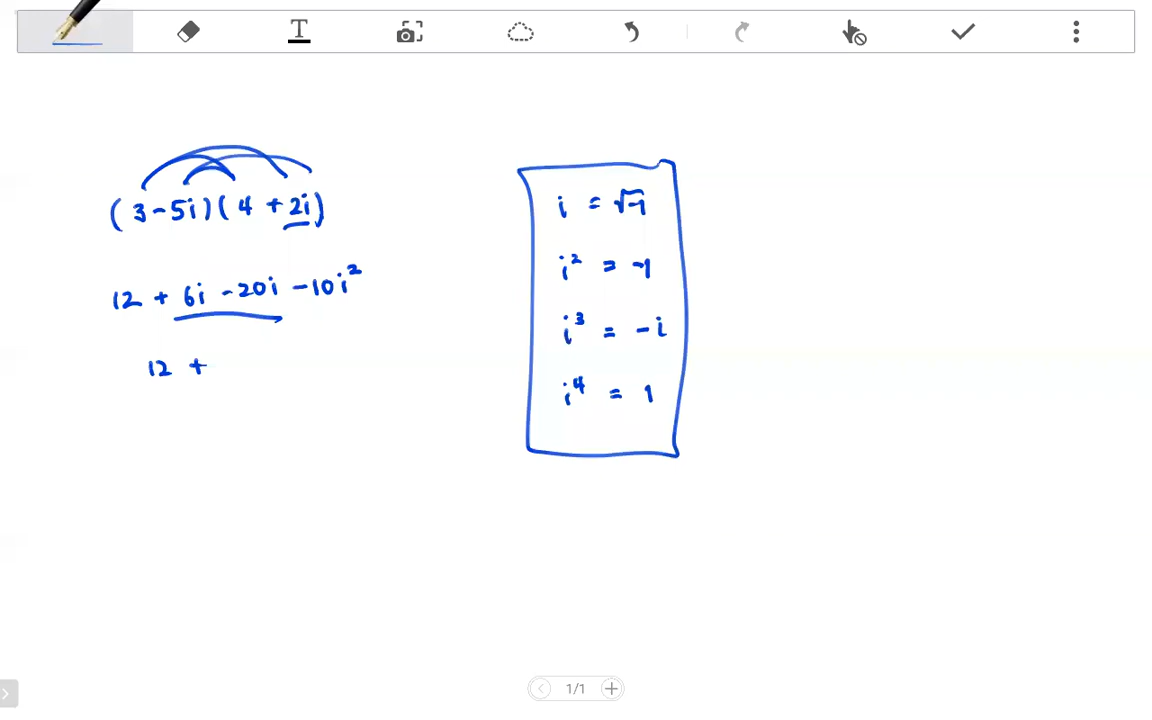 T
(3-5i)(4+2i)
12 + 6i -20i -10i²
12 +
i = √-1
i² = -1
i³ = -i
i⁴ = 1
1/1